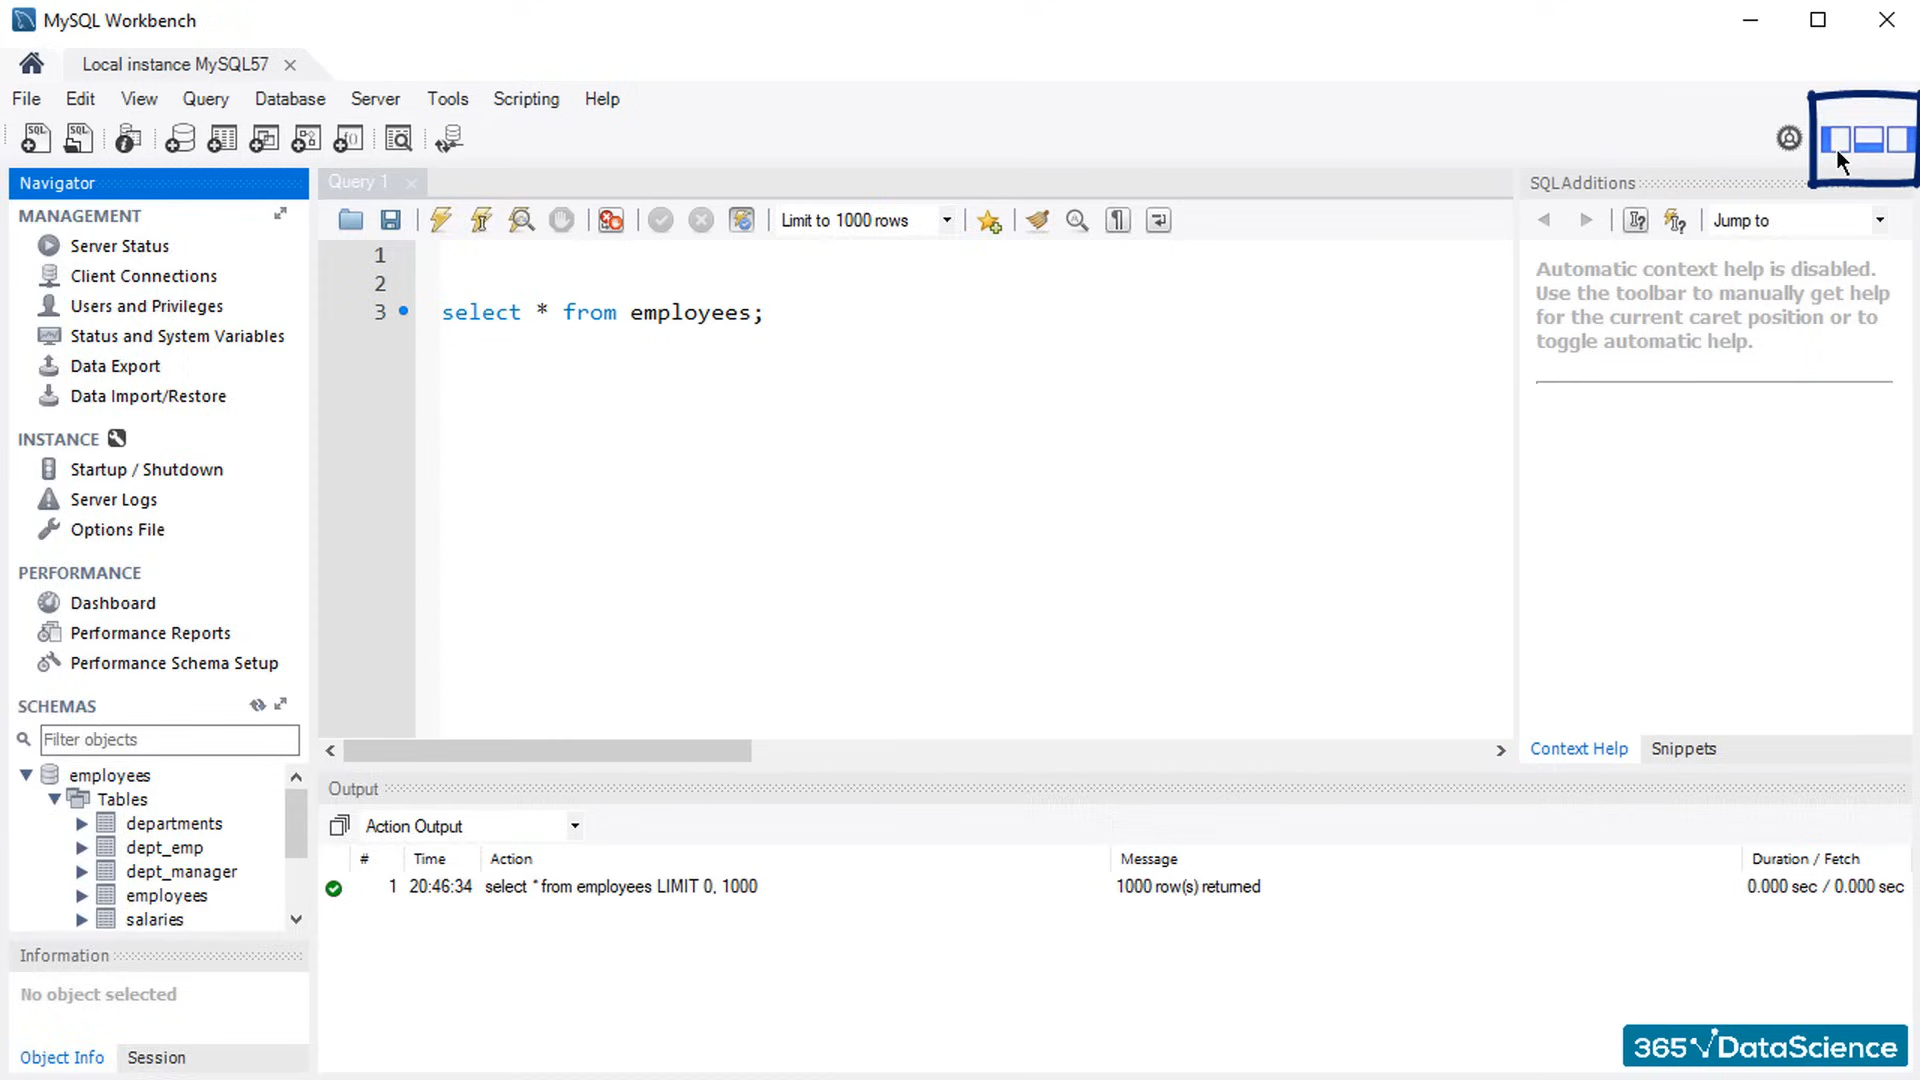 MySQL Workbench
Local instance MySQL57
File Edit View Query Database Server Tools Scripting Help
Navigator
MANAGEMENT
Server Status
Client Connections
Users and Privileges
Status and System Variables
Data Export
Data Import/Restore
INSTANCE
Startup / Shutdown
Server Logs
Options File
PERFORMANCE
Dashboard
Performance Reports
Performance Schema Setup
SCHEMAS
Filter objects
employees
Tables
departments
dept_emp
dept_manager
employees
salaries
Information
No object selected
Object Info Session
Query 1
Limit to 1000 rows
1
2
3 select * from employees;
SQLAdditions
Jump to
Automatic context help is disabled.
Use the toolbar to manually get help
for the current caret position or to
toggle automatic help.
Context Help Snippets
Output
Action Output
# Time Action Message Duration / Fetch
1 20:46:34 select * from employees LIMIT 0, 1000 1000 row(s) returned 0.000 sec / 0.000 sec
365 DataScience